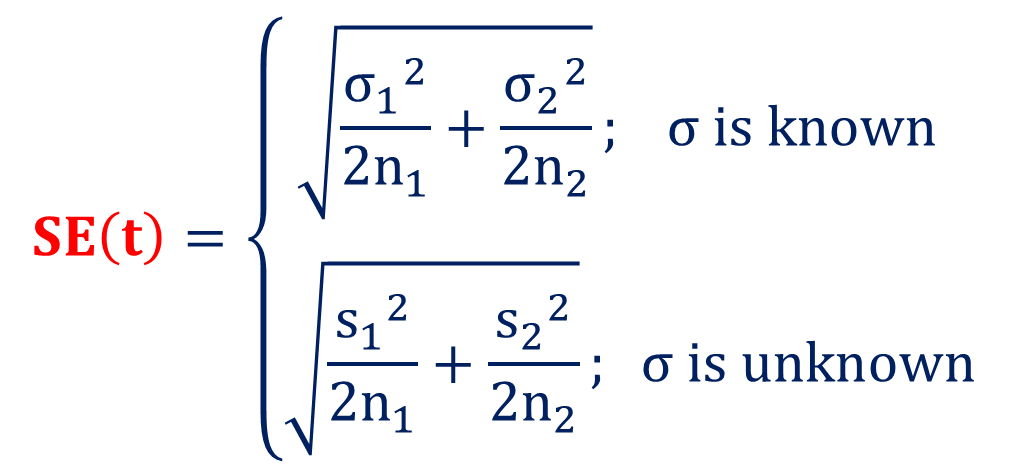 SE(t) = { √(σ₁²/2n₁ + σ₂²/2n₂) ; σ is known
√(s₁²/2n₁ + s₂²/2n₂) ; σ is unknown